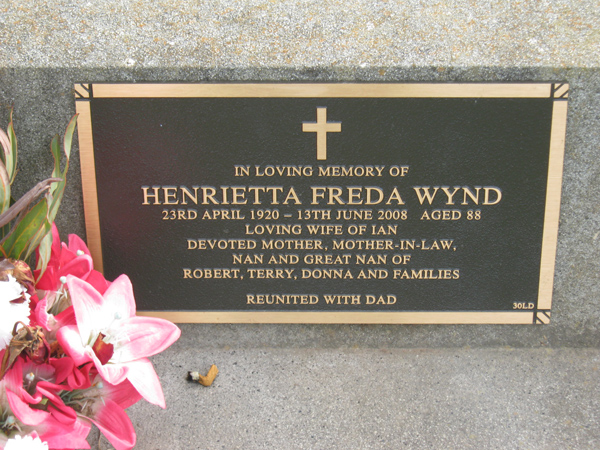 IN LOVING MEMORY OF
HENRIETTA FREDA WYND
23RD APRIL 1920 – 13TH JUNE 2008 AGED 88
LOVING WIFE OF IAN
DEVOTED MOTHER, MOTHER-IN-LAW,
NAN AND GREAT NAN OF
ROBERT, TERRY, DONNA AND FAMILIES
REUNITED WITH DAD
30LD